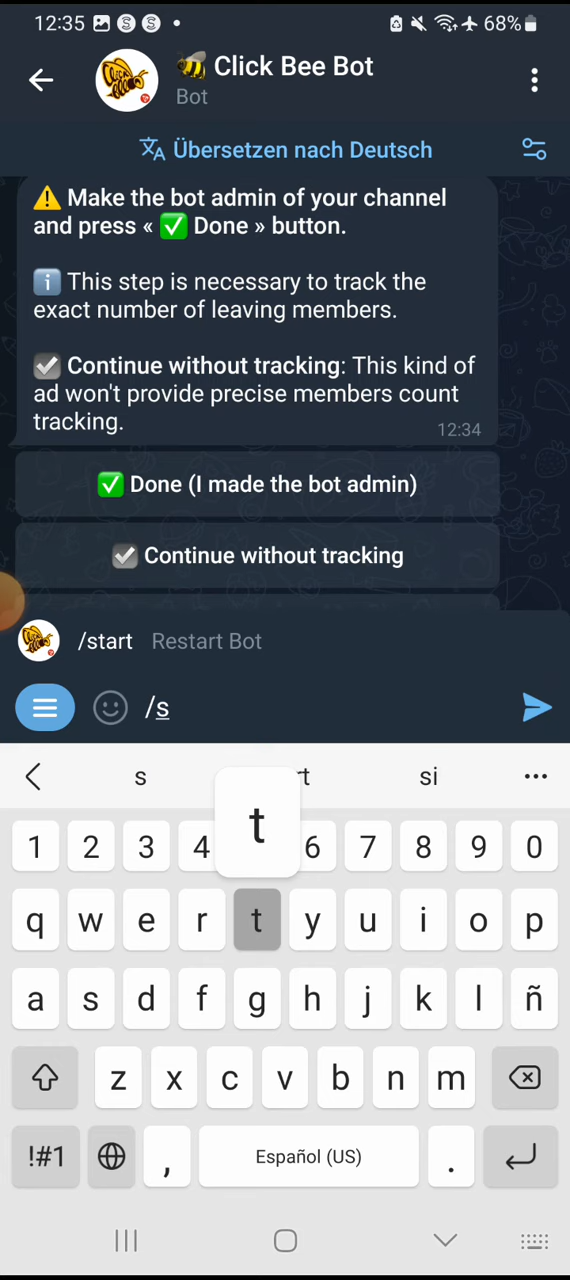 12:35 68%
🐝 Click Bee Bot
Bot
Übersetzen nach Deutsch
⚠️ Make the bot admin of your channel
and press « ✅ Done » button.
ℹ️ This step is necessary to track the
exact number of leaving members.
☑️ Continue without tracking: This kind of
ad won't provide precise members count
tracking.
12:34
✅ Done (I made the bot admin)
☑️ Continue without tracking
/start Restart Bot
/s
s rt si
t
1 2 3 4 6 7 8 9 0
q w e r t y u i o p
a s d f g h j k l ñ
z x c v b n m
!#1 , Español (US) .